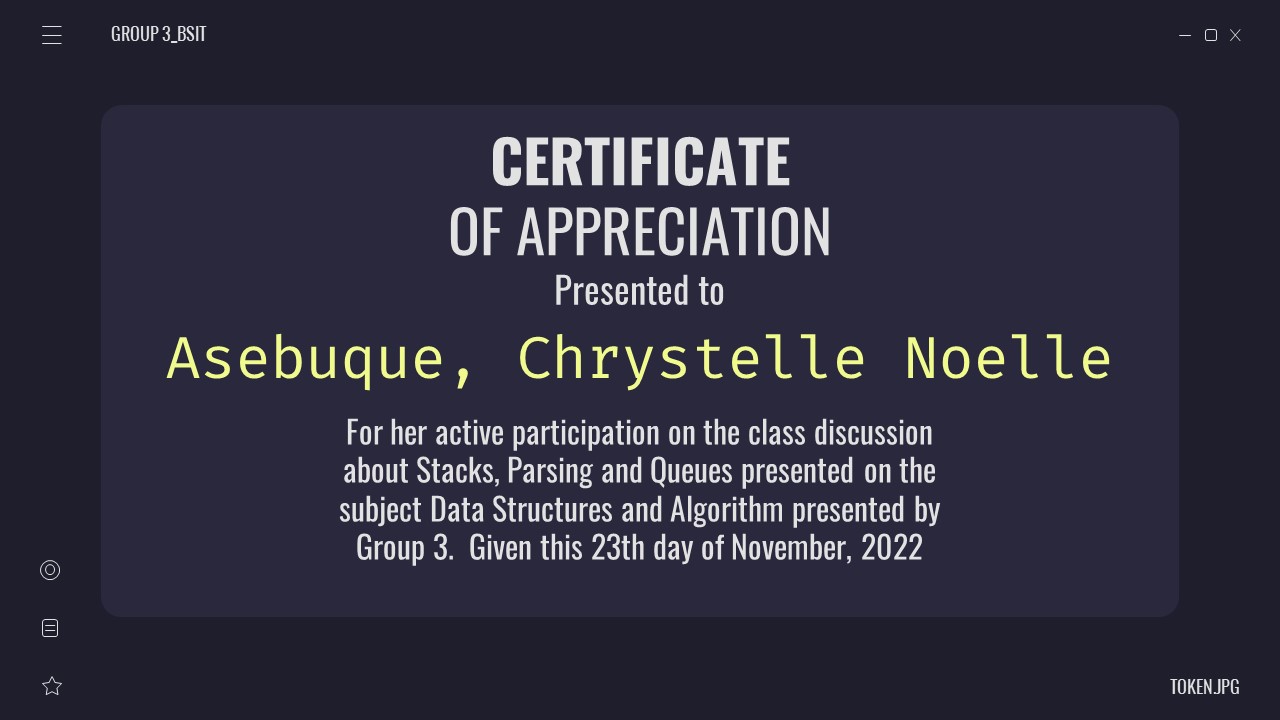 GROUP 3_BSIT
CERTIFICATE
OF APPRECIATION
Presented to
Asebuque, Chrystelle Noelle
For her active participation on the class discussion
about Stacks, Parsing and Queues presented on the
subject Data Structures and Algorithm presented by
Group 3. Given this 23th day of November, 2022
TOKEN.JPG